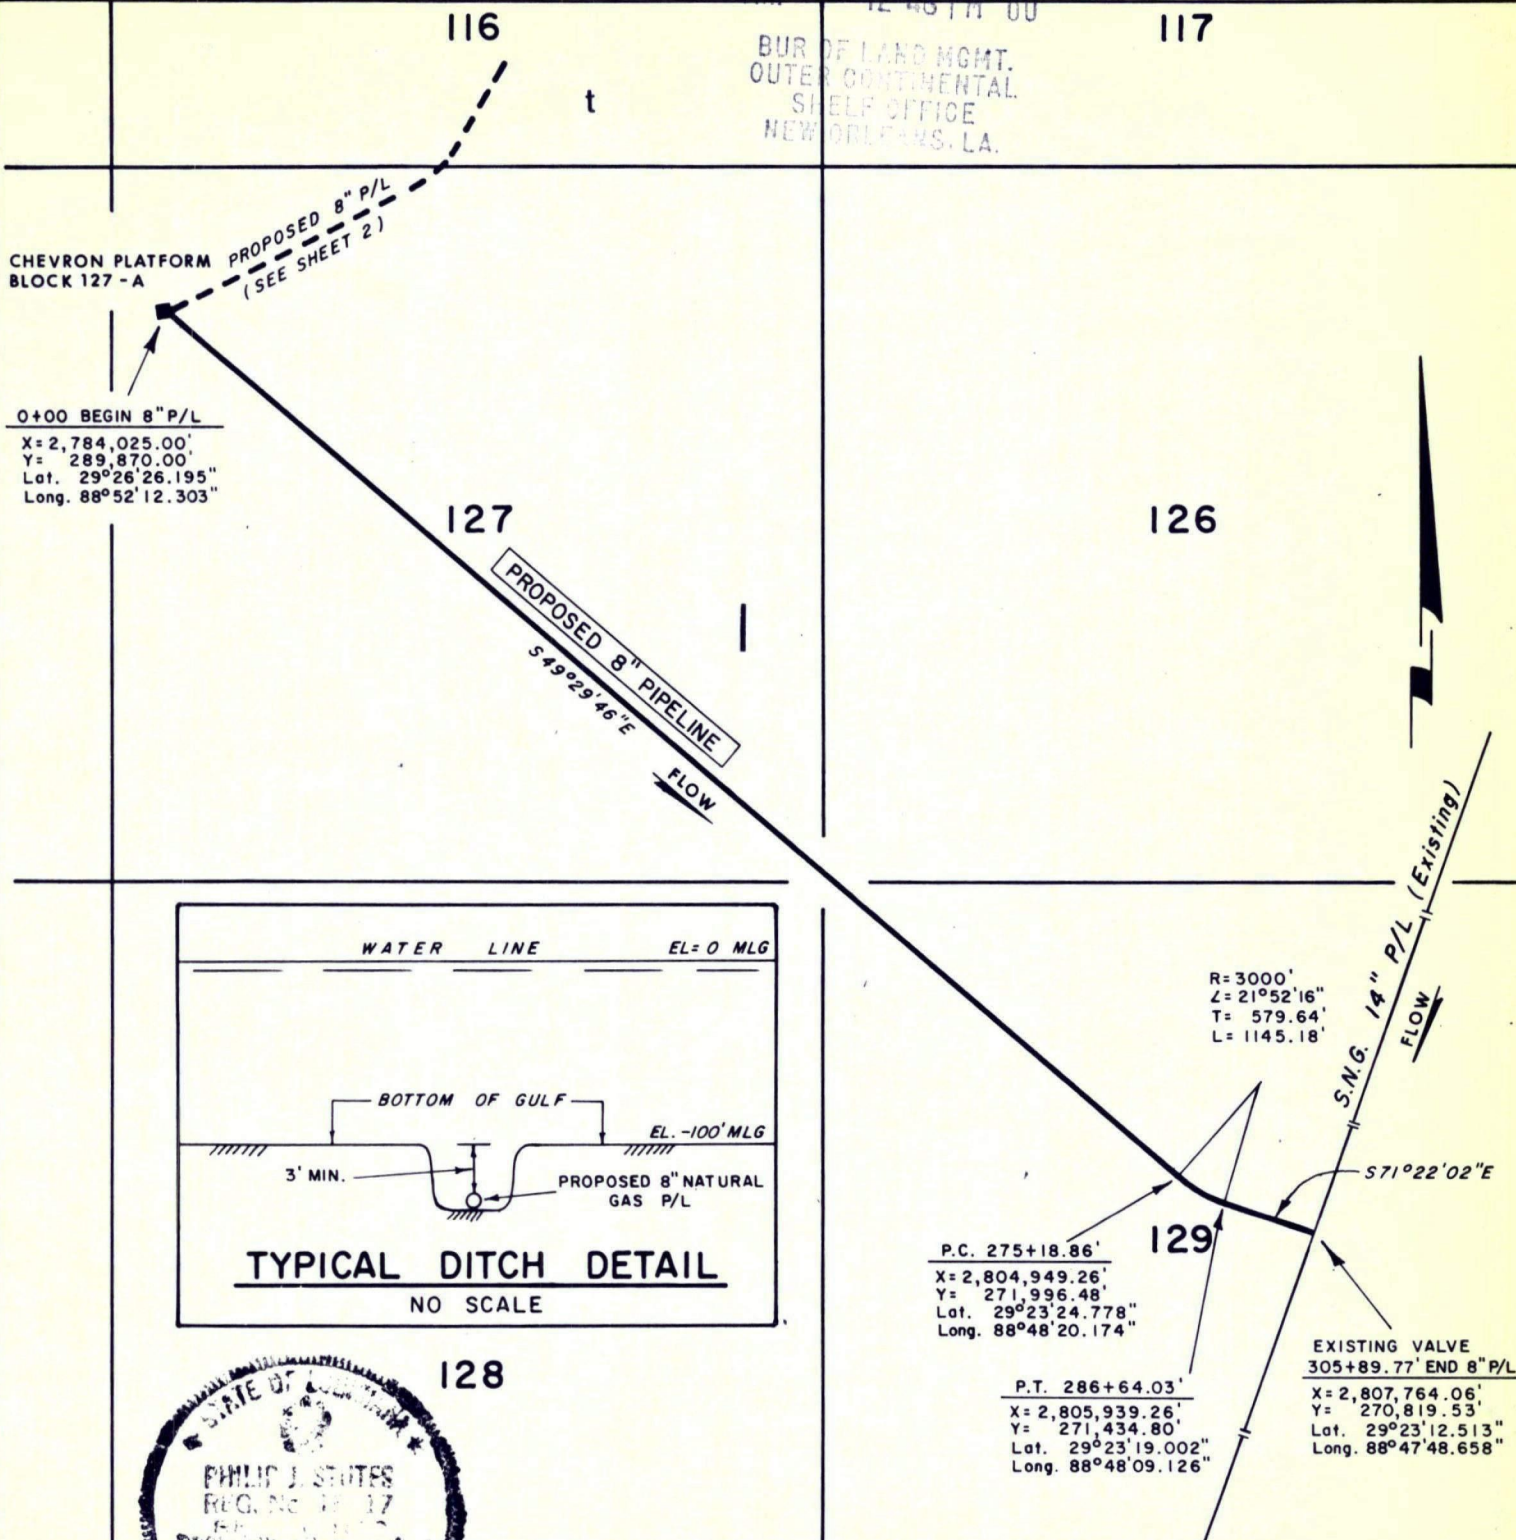 116
117
BUR OF LAND MGMT.
OUTER CONTINENTAL
SHELF OFFICE
NEW ORLEANS, LA.
t
PROPOSED 8" P/L
(SEE SHEET 2)
CHEVRON PLATFORM
BLOCK 127-A
0+00 BEGIN 8" P/L
X= 2,784,025.00'
Y= 289,870.00'
Lat. 29°26'26.195"
Long. 88°52'12.303"
127
126
PROPOSED 8" PIPELINE
S49°29'46"E
FLOW
S.N.G. 14" P/L (Existing)
FLOW
WATER LINE EL= 0 MLG
BOTTOM OF GULF
EL. -100' MLG
3' MIN.
PROPOSED 8" NATURAL
GAS P/L
TYPICAL DITCH DETAIL
NO SCALE
R=3000'
∠=21°52'16"
T= 579.64'
L= 1145.18'
S71°22'02"E
129
P.C. 275+18.86'
X= 2,804,949.26'
Y= 271,996.48'
Lat. 29°23'24.778"
Long. 88°48'20.174"
P.T. 286+64.03'
X= 2,805,939.26'
Y= 271,434.80'
Lat. 29°23'19.002"
Long. 88°48'09.126"
EXISTING VALVE
305+89.77' END 8" P/L
X= 2,807,764.06'
Y= 270,819.53'
Lat. 29°23'12.513"
Long. 88°47'48.658"
128
STATE OF LOUISIANA
PHILIP J. STUTES
REG. No.